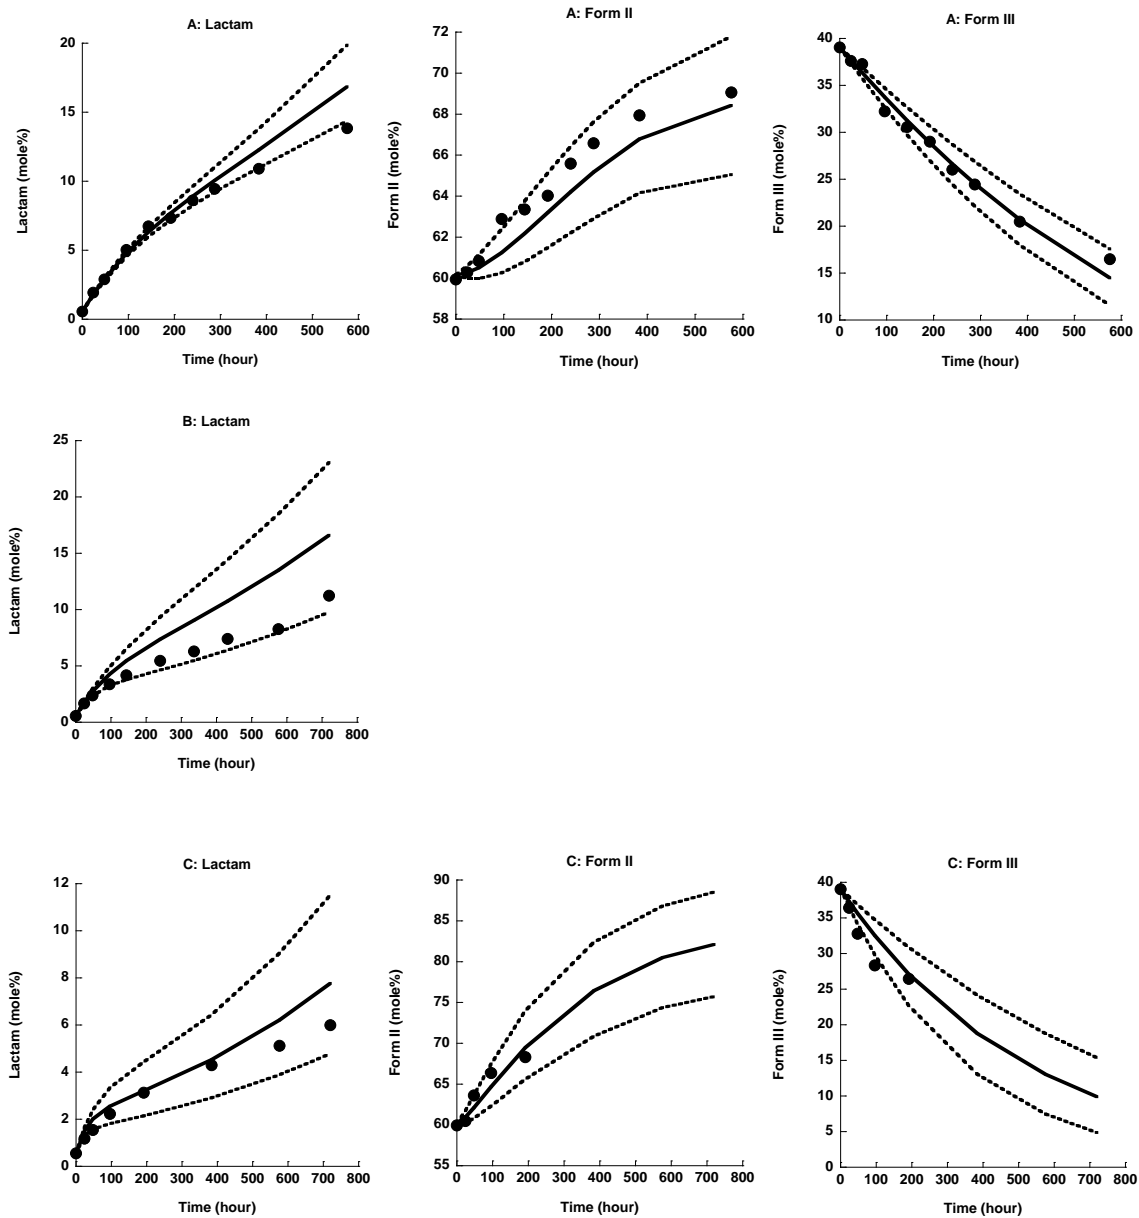 A: Lactam
20
15
10
5
0
0 100 200 300 400 500 600
Lactam (mole%)
Time (hour)
A: Form II
72
70
68
66
64
62
60
58
0 100 200 300 400 500 600
Form II (mole%)
Time (hour)
A: Form III
40
35
30
25
20
15
10
0 100 200 300 400 500 600
Form III (mole%)
Time (hour)
B: Lactam
25
20
15
10
5
0
0 100 200 300 400 500 600 700 800
Lactam (mole%)
Time (hour)
C: Lactam
12
10
8
6
4
2
0
0 100 200 300 400 500 600 700 800
Lactam (mole%)
Time (hour)
C: Form II
90
85
80
75
70
65
60
55
0 100 200 300 400 500 600 700 800
Form II (mole%)
Time (hour)
C: Form III
40
35
30
25
20
15
10
5
0
0 100 200 300 400 500 600 700 800
Form III (mole%)
Time (hour)